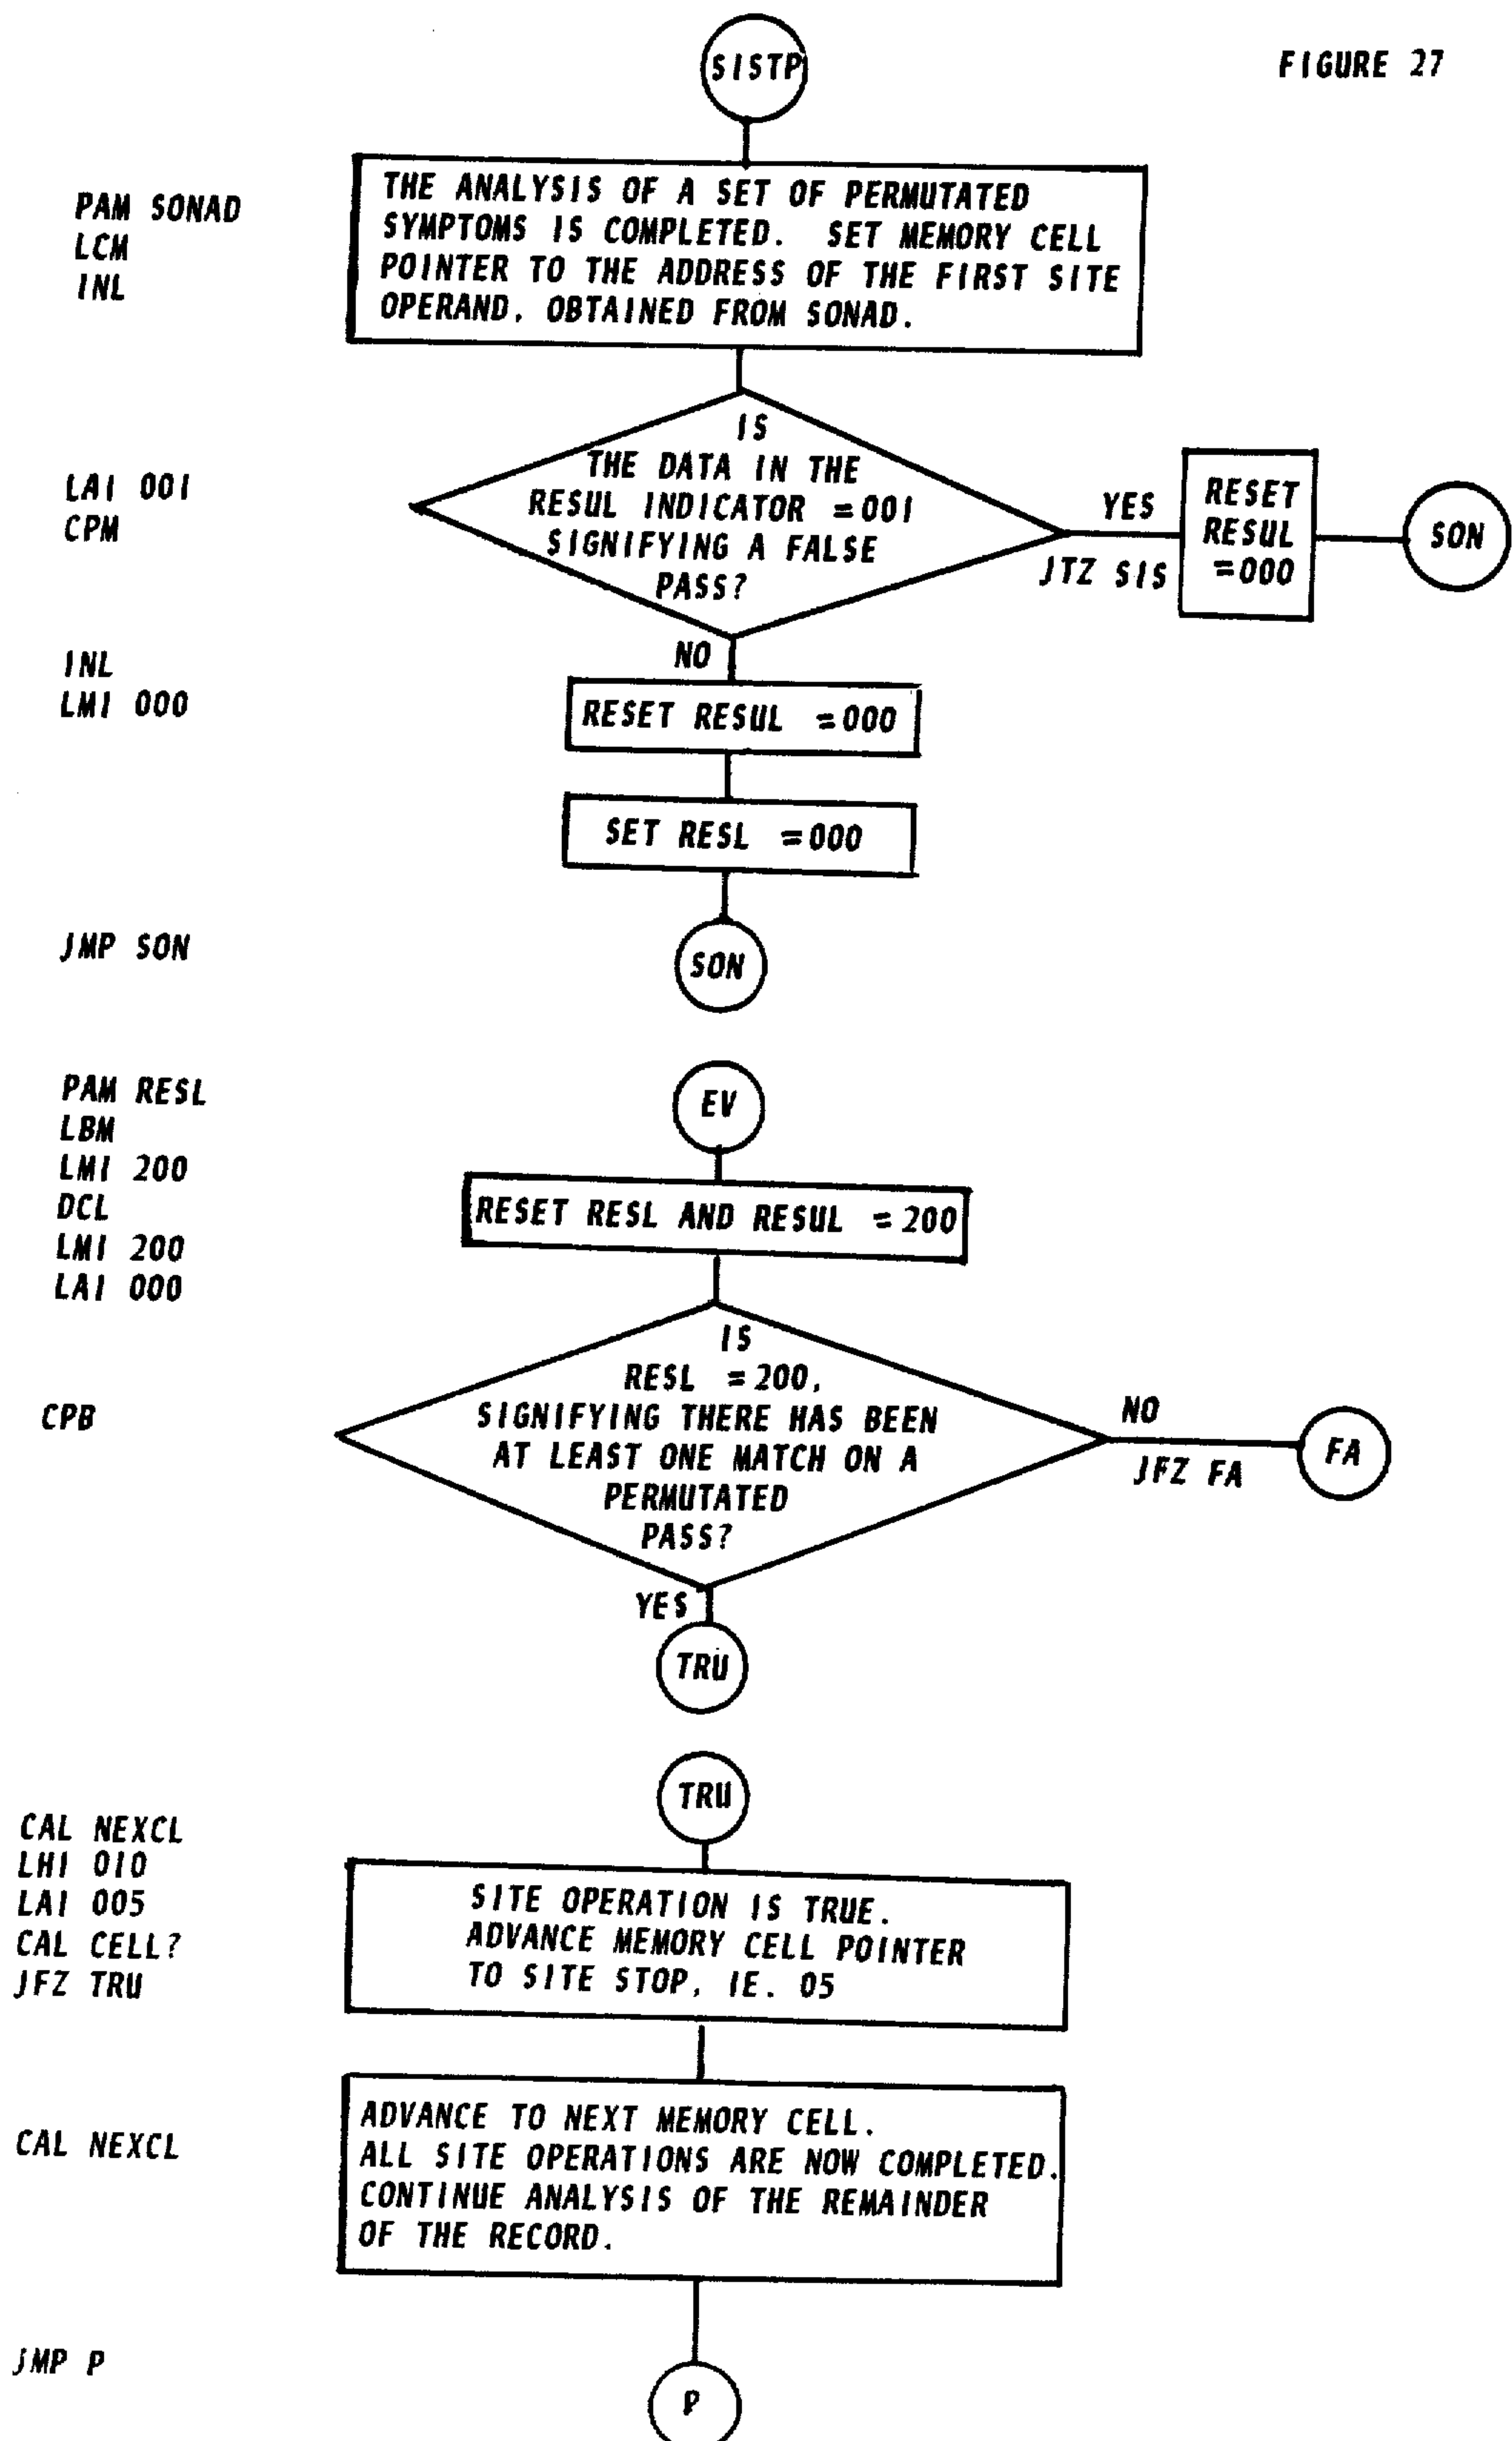 SISTP
FIGURE 27
PAM SONAD
LCM
INL
THE ANALYSIS OF A SET OF PERMUTATED
SYMPTOMS IS COMPLETED. SET MEMORY CELL
POINTER TO THE ADDRESS OF THE FIRST SITE
OPERAND, OBTAINED FROM SONAD.
LAI 001
CPM
IS
THE DATA IN THE
RESUL INDICATOR =001
SIGNIFYING A FALSE
PASS?
YES
JTZ SIS
RESET
RESUL
=000
SON
INL
LMI 000
NO
RESET RESUL =000
SET RESL =000
JMP SON
SON
PAM RESL
LBM
LMI 200
DCL
LMI 200
LAI 000
EV
RESET RESL AND RESUL =200
CPB
IS
RESL =200,
SIGNIFYING THERE HAS BEEN
AT LEAST ONE MATCH ON A
PERMUTATED
PASS?
NO
JFZ FA
FA
YES
TRU
TRU
CAL NEXCL
LHI 010
LAI 005
CAL CELL?
JFZ TRU
SITE OPERATION IS TRUE.
ADVANCE MEMORY CELL POINTER
TO SITE STOP, IE. 05
CAL NEXCL
ADVANCE TO NEXT MEMORY CELL.
ALL SITE OPERATIONS ARE NOW COMPLETED.
CONTINUE ANALYSIS OF THE REMAINDER
OF THE RECORD.
JMP P
P